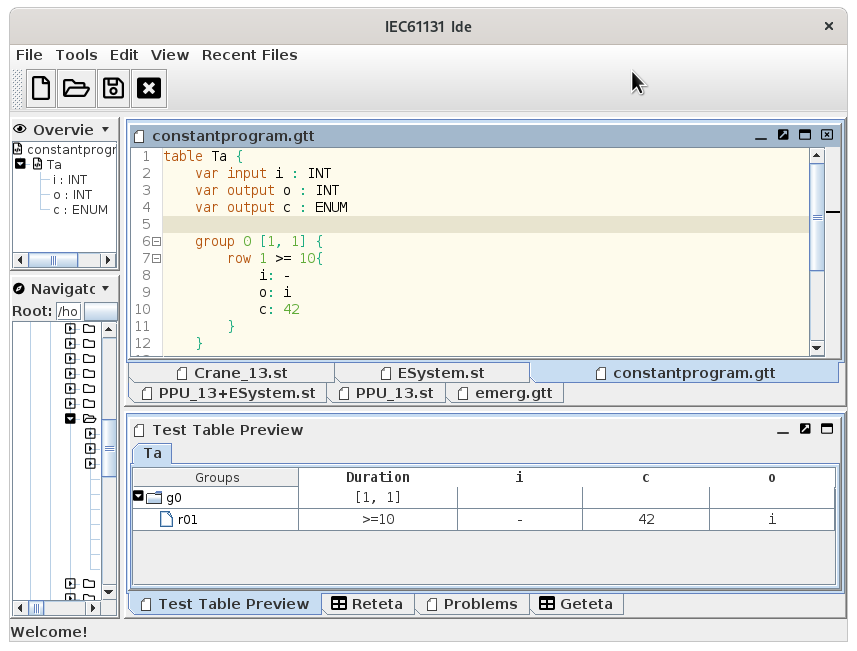 IEC61131 Ide
File Tools Edit View Recent Files
Overvie
constantprogr
Ta
i : INT
o : INT
c : ENUM
Navigatc
Root: /ho
constantprogram.gtt
1 table Ta {
2 var input i : INT
3 var output o : INT
4 var output c : ENUM
5
6 group 0 [1, 1] {
7 row 1 >= 10{
8 i: -
9 o: i
10 c: 42
11 }
12 }
Crane_13.st ESystem.st constantprogram.gtt
PPU_13+ESystem.st PPU_13.st emerg.gtt
Test Table Preview
Ta
Groups Duration i c o
g0 [1, 1]
r01 >=10 - 42 i
Test Table Preview Reteta Problems Geteta
Welcome!